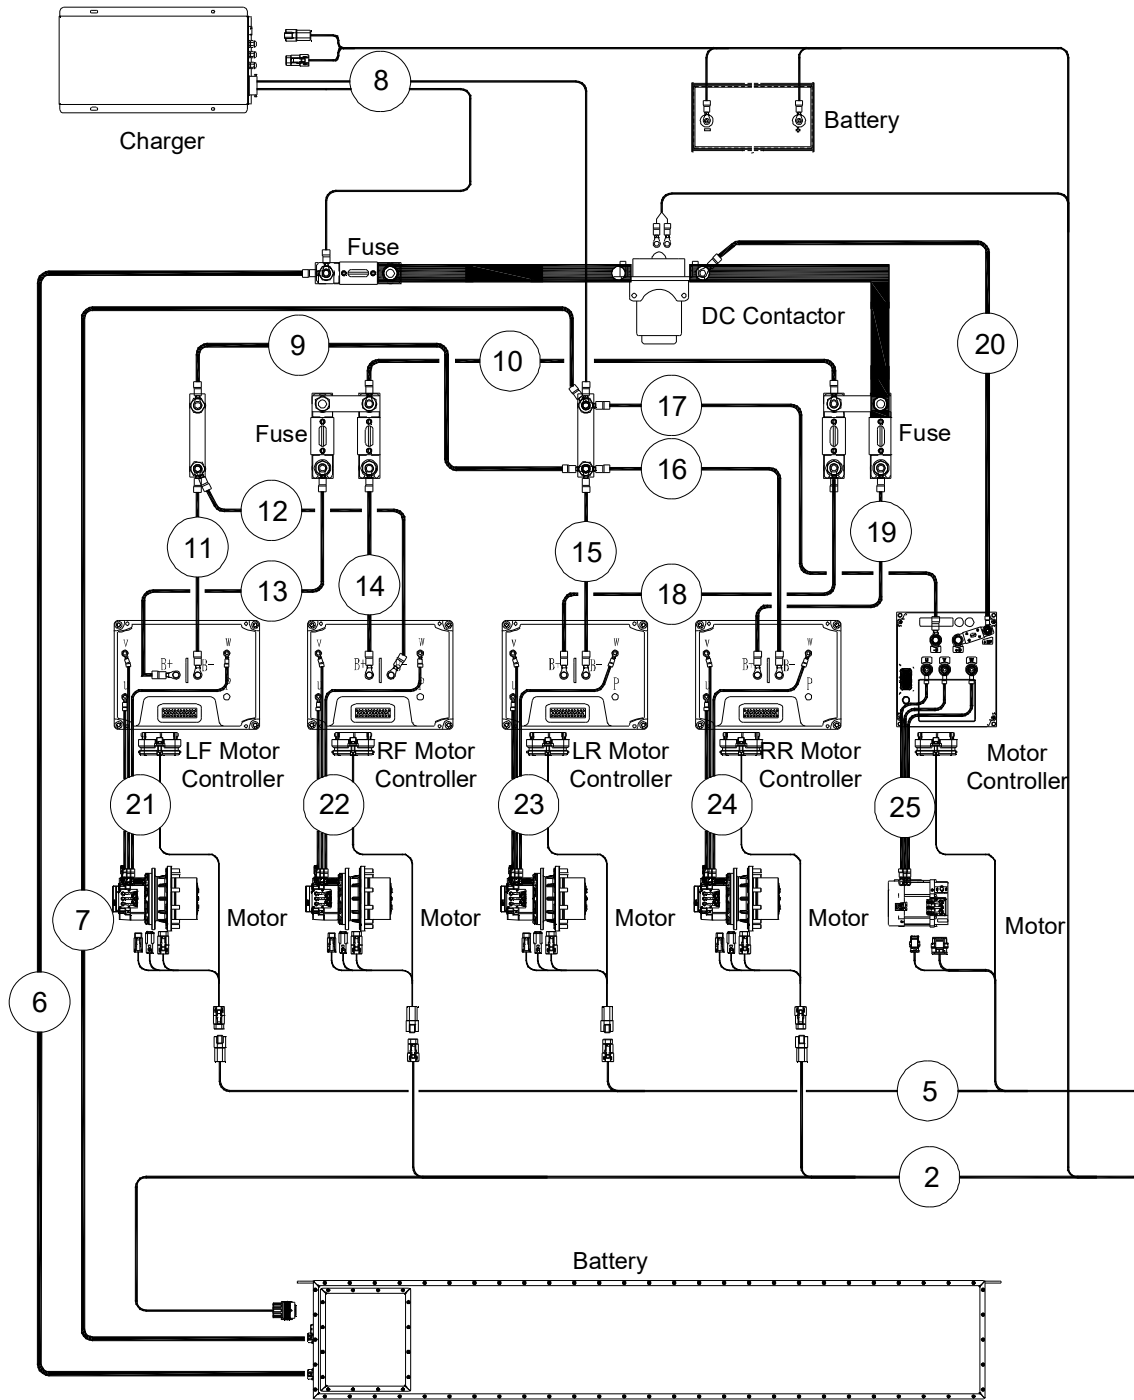 8
Charger
Battery
Fuse
DC Contactor
9
10
20
17
Fuse
Fuse
16
12
11
15
19
13
14
18
V
W
B+
B-
V
W
B+
B-
V
W
B+
B-
P
V
W
B-
B-
P
LF Motor
Controller
RF Motor
Controller
LR Motor
Controller
RR Motor
Controller
Motor
Controller
21
22
23
24
25
7
Motor
Motor
Motor
Motor
Motor
6
5
2
Battery